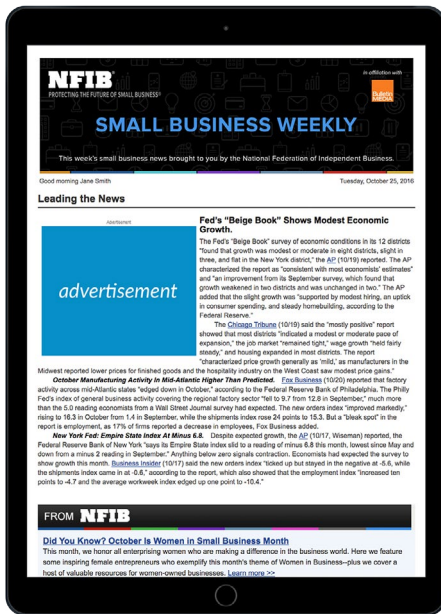 NFIB
PROTECTING THE FUTURE OF SMALL BUSINESS®
in affiliation with
Bulletin
MEDIA
SMALL BUSINESS WEEKLY
This week's small business news brought to you by the National Federation of Independent Business.
Good morning Jane Smith
Tuesday, October 25, 2016
Leading the News
Advertisement
advertisement
Fed's "Beige Book" Shows Modest Economic
Growth.
The Fed's "Beige Book" survey of economic conditions in its 12 districts
"found that growth was modest or moderate in eight districts, slight in
three, and flat in the New York district," the AP (10/19) reported. The AP
characterized the report as "consistent with most economists' estimates"
and "an improvement from its September survey, which found that
growth weakened in two districts and was unchanged in two." The AP
added that the slight growth was "supported by modest hiring, an uptick
in consumer spending, and steady homebuilding, according to the
Federal Reserve."
The Chicago Tribune (10/19) said the "mostly positive" report
showed that most districts "indicated a modest or moderate pace of
expansion," the job market "remained tight," wage growth "held fairly
steady," and housing expanded in most districts. The report
"characterized price growth generally as 'mild,' as manufacturers in the
Midwest reported lower prices for finished goods and the hospitality industry on the West Coast saw modest price gains."
October Manufacturing Activity In Mid-Atlantic Higher Than Predicted. Fox Business (10/20) reported that factory
activity across mid-Atlantic states "edged down in October," according to the Federal Reserve Bank of Philadelphia. The Philly
Fed's index of general business activity covering the regional factory sector "fell to 9.7 from 12.8 in September," much more
than the 5.0 reading economists from a Wall Street Journal survey had expected. The new orders index "improved markedly,"
rising to 16.3 in October from 1.4 in September, while the shipments index rose 24 points to 15.3. But a "bleak spot" in the
report is employment, as 17% of firms reported a decrease in employees, Fox Business added.
New York Fed: Empire State Index At Minus 6.8. Despite expected growth, the AP (10/17, Wiseman) reported, the
Federal Reserve Bank of New York "says its Empire State index slid to a reading of minus 6.8 this month, lowest since May and
down from a minus 2 reading in September." Anything below zero signals contraction. Economists had expected the survey to
show growth this month. Business Insider (10/17) said the new orders index "ticked up but stayed in the negative at -5.6, while
the shipments index came in at -0.6," according to the report, which also showed that the employment index "increased ten
points to -4.7 and the average workweek index edged up one point to -10.4."
FROM NFIB
Did You Know? October Is Women in Small Business Month
This month, we honor all enterprising women who are making a difference in the business world. Here we feature
some inspiring female entrepreneurs who exemplify this month's theme of Women in Business--plus we cover a
host of valuable resources for women-owned businesses. Learn more >>